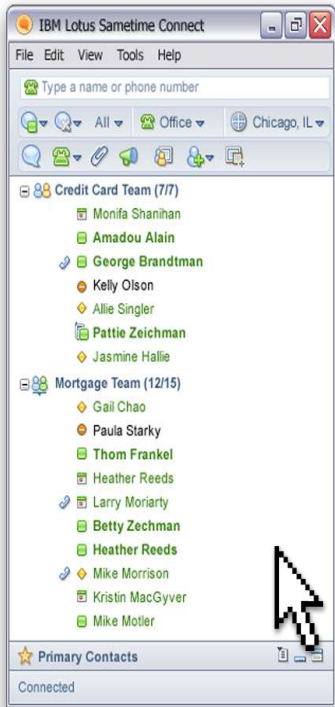 IBM Lotus Sametime Connect
File Edit View Tools Help
Type a name or phone number
All Office Chicago, IL
Credit Card Team (7/7)
Monifa Shanihan
Amadou Alain
George Brandtman
Kelly Olson
Allie Singler
Pattie Zeichman
Jasmine Hallie
Mortgage Team (12/15)
Gail Chao
Paula Starky
Thom Frankel
Heather Reeds
Larry Moriarty
Betty Zechman
Heather Reeds
Mike Morrison
Kristin MacGyver
Mike Motler
Primary Contacts
Connected